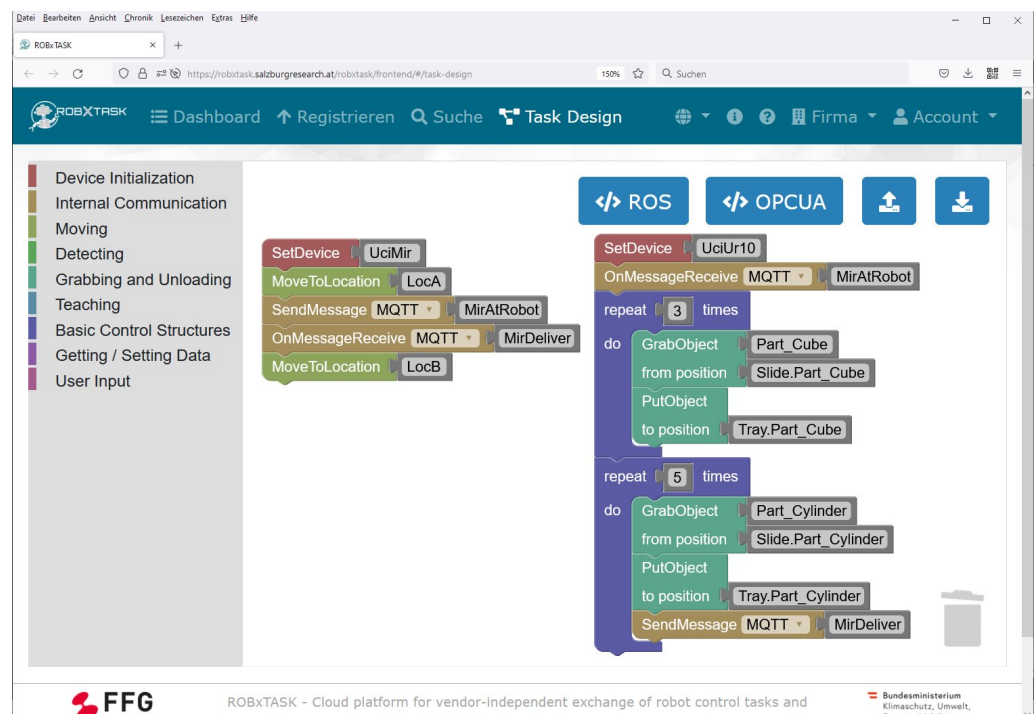 Datei Bearbeiten Ansicht Chronik Lesezeichen Extras Hilfe
ROBxTASK
https://robxtask.salzburgresearch.at/robxtask/frontend/#/task-design 150% Suchen
ROBXTASK Dashboard Registrieren Suche Task Design Firma Account
Device Initialization
Internal Communication
Moving
Detecting
Grabbing and Unloading
Teaching
Basic Control Structures
Getting / Setting Data
User Input
</> ROS </> OPCUA
SetDevice UciMir
MoveToLocation LocA
SendMessage MQTT MirAtRobot
OnMessageReceive MQTT MirDeliver
MoveToLocation LocB
SetDevice UciUr10
OnMessageReceive MQTT MirAtRobot
repeat 3 times
do GrabObject Part_Cube
from position Slide.Part_Cube
PutObject
to position Tray.Part_Cube
repeat 5 times
do GrabObject Part_Cylinder
from position Slide.Part_Cylinder
PutObject
to position Tray.Part_Cylinder
SendMessage MQTT MirDeliver
FFG
ROBxTASK - Cloud platform for vendor-independent exchange of robot control tasks and
Bundesministerium
Klimaschutz, Umwelt,